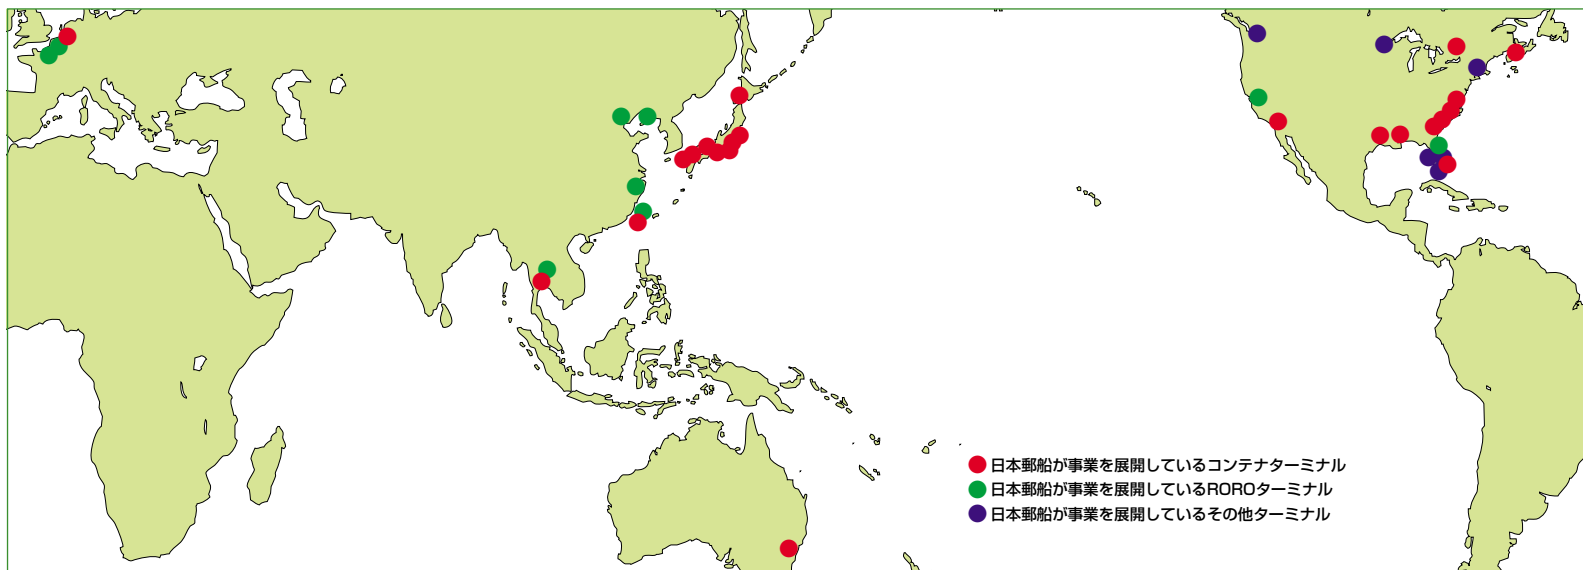 日本郵船が事業を展開しているコンテナターミナル
日本郵船が事業を展開しているROROターミナル
日本郵船が事業を展開しているその他ターミナル